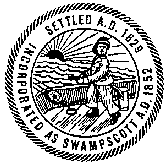 SETTLED A.D. 1629
INCORPORATED AS SWAMPSCOTT A.D. 1852